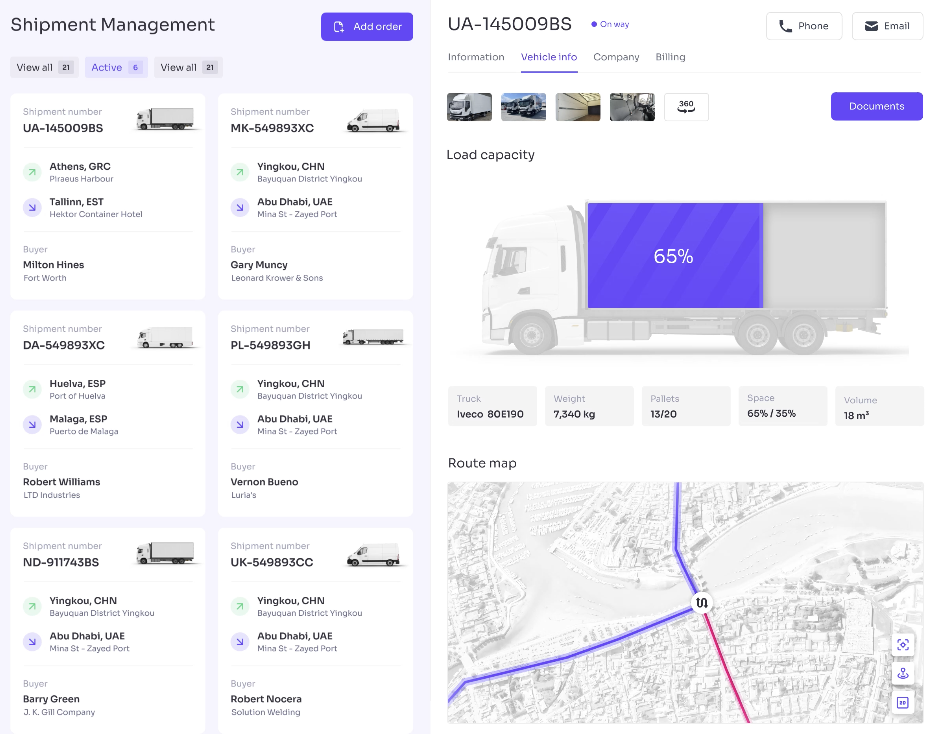 Shipment Management
Add order
View all 21
Active 6
View all 21
Shipment number
UA-145009BS
Athens, GRC
Piraeus Harbour
Tallinn, EST
Hektor Container Hotel
Buyer
Milton Hines
Fort Worth
Shipment number
MK-549893XC
Yingkou, CHN
Bayuquan District Yingkou
Abu Dhabi, UAE
Mina St - Zayed Port
Buyer
Gary Muncy
Leonard Krower & Sons
Shipment number
DA-549893XC
Huelva, ESP
Port of Huelva
Malaga, ESP
Puerto de Malaga
Buyer
Robert Williams
LTD Industries
Shipment number
PL-549893GH
Yingkou, CHN
Bayuquan District Yingkou
Abu Dhabi, UAE
Mina St - Zayed Port
Buyer
Vernon Bueno
Luria's
Shipment number
ND-911743BS
Yingkou, CHN
Bayuquan District Yingkou
Abu Dhabi, UAE
Mina St - Zayed Port
Buyer
Barry Green
J. K. Gill Company
Shipment number
UK-549893CC
Yingkou, CHN
Bayuquan District Yingkou
Abu Dhabi, UAE
Mina St - Zayed Port
Buyer
Robert Nocera
Solution Welding
UA-145009BS
On way
Phone
Email
Information
Vehicle info
Company
Billing
360
Documents
Load capacity
65%
Truck
Iveco 80E190
Weight
7,340 kg
Pallets
13/20
Space
65% / 35%
Volume
18 m³
Route map